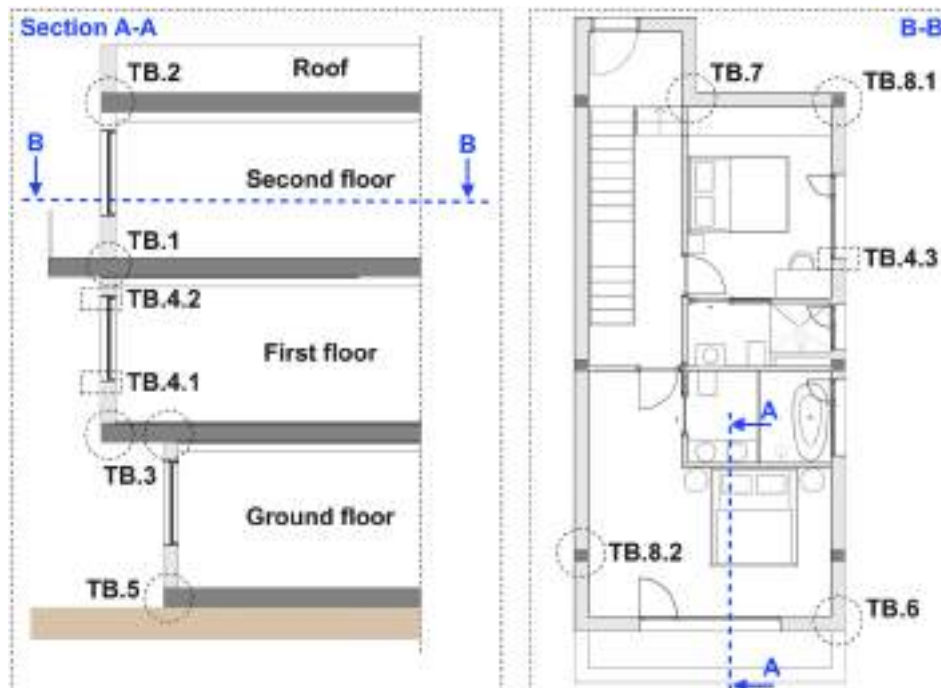 Section A-A
TB.2
Roof
B
B
Second floor
TB.1
TB.4.2
First floor
TB.4.1
TB.3
Ground floor
TB.5
B-B
TB.7
TB.8.1
TB.4.3
A
TB.8.2
TB.6
A